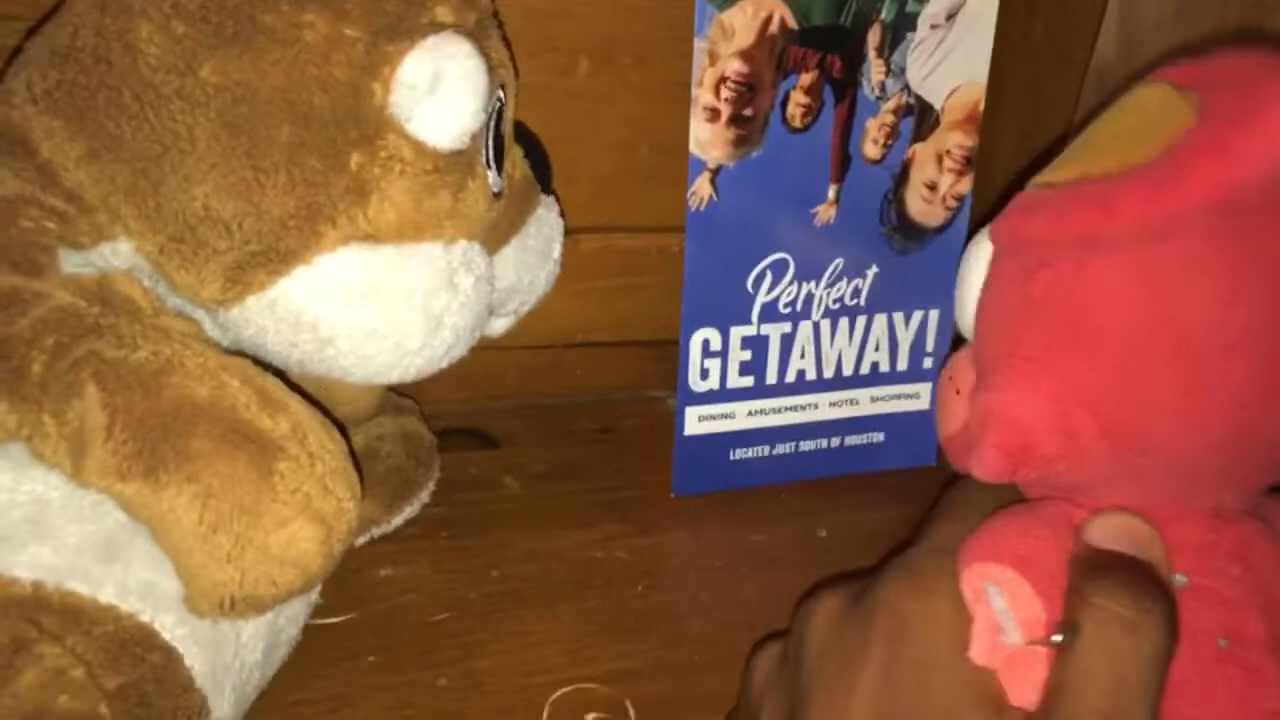 Perfect
GETAWAY!
DINING AMUSEMENTS · HOTEL SHOPPING
LOCATED JUST SOUTH OF HOUSTON